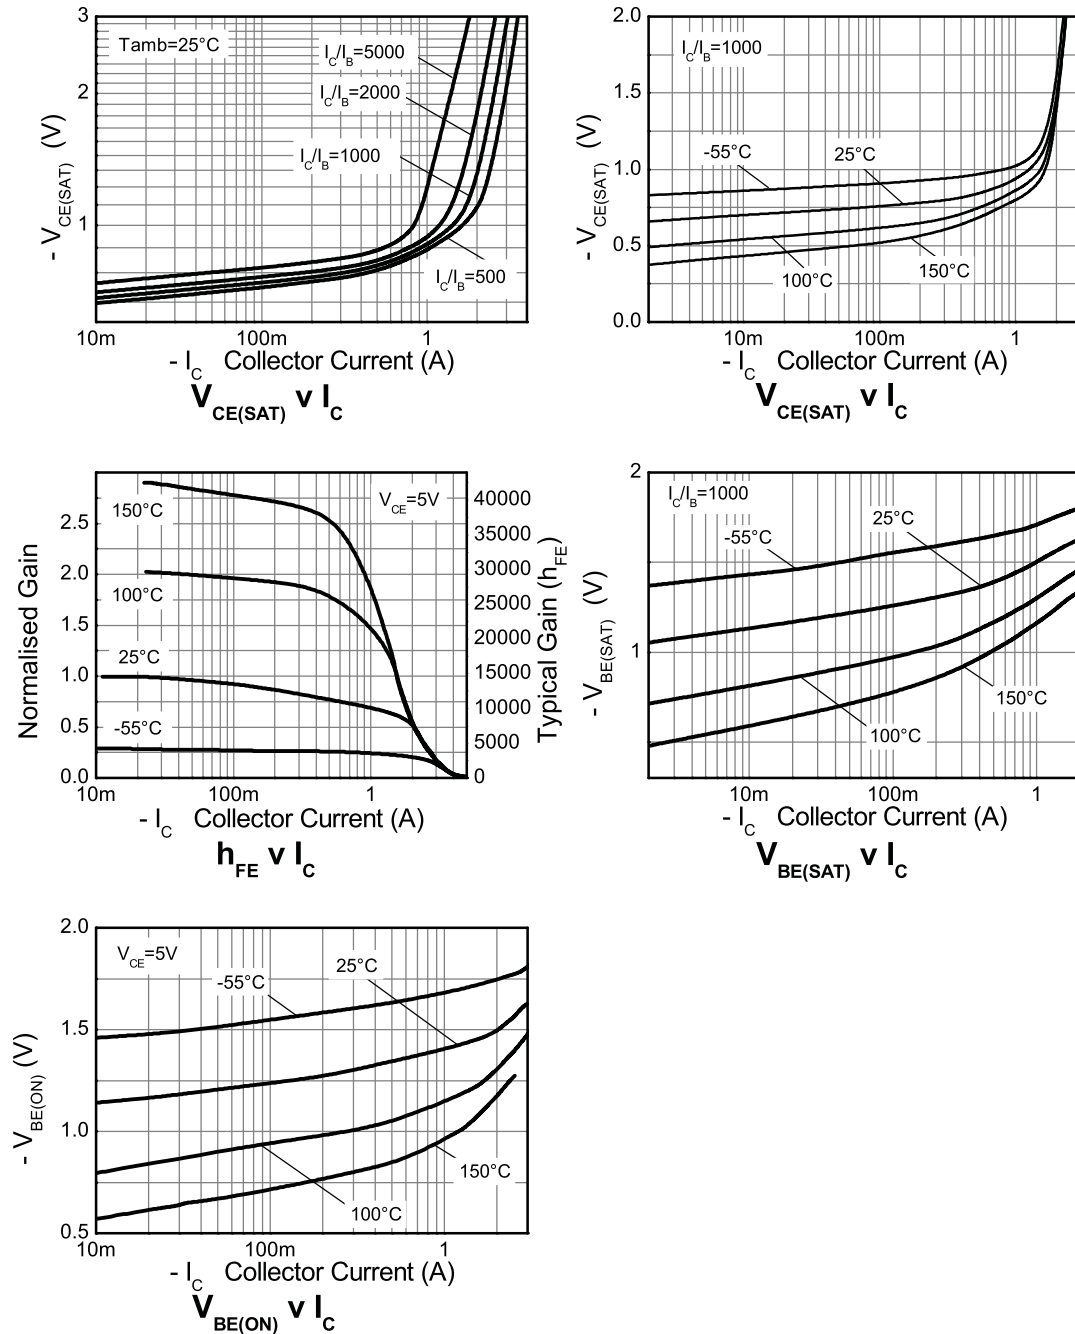 3
2
1
Tamb=25°C
IC/IB=5000
IC/IB=2000
IC/IB=1000
IC/IB=500
- VCE(SAT) (V)
10m 100m 1
- IC Collector Current (A)
VCE(SAT) v IC
2.0
1.5
1.0
0.5
0.0
IC/IB=1000
-55°C
25°C
100°C
150°C
- VCE(SAT) (V)
10m 100m 1
- IC Collector Current (A)
VCE(SAT) v IC
2.5
2.0
1.5
1.0
0.5
0.0
Normalised Gain
150°C
100°C
25°C
-55°C
VCE=5V
40000
35000
30000
25000
20000
15000
10000
5000
0
Typical Gain (hFE)
10m 100m 1
- IC Collector Current (A)
hFE v IC
2
1
IC/IB=1000
-55°C
25°C
150°C
100°C
- VBE(SAT) (V)
10m 100m 1
- IC Collector Current (A)
VBE(SAT) v IC
2.0
1.5
1.0
0.5
VCE=5V
-55°C
25°C
150°C
100°C
- VBE(ON) (V)
10m 100m 1
- IC Collector Current (A)
VBE(ON) v IC